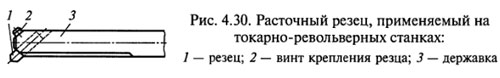 1 2 3
Рис. 4.30. Расточный резец, применяемый на
токарно-револьверных станках:
1 — резец; 2 — винт крепления резца; 3 — державка